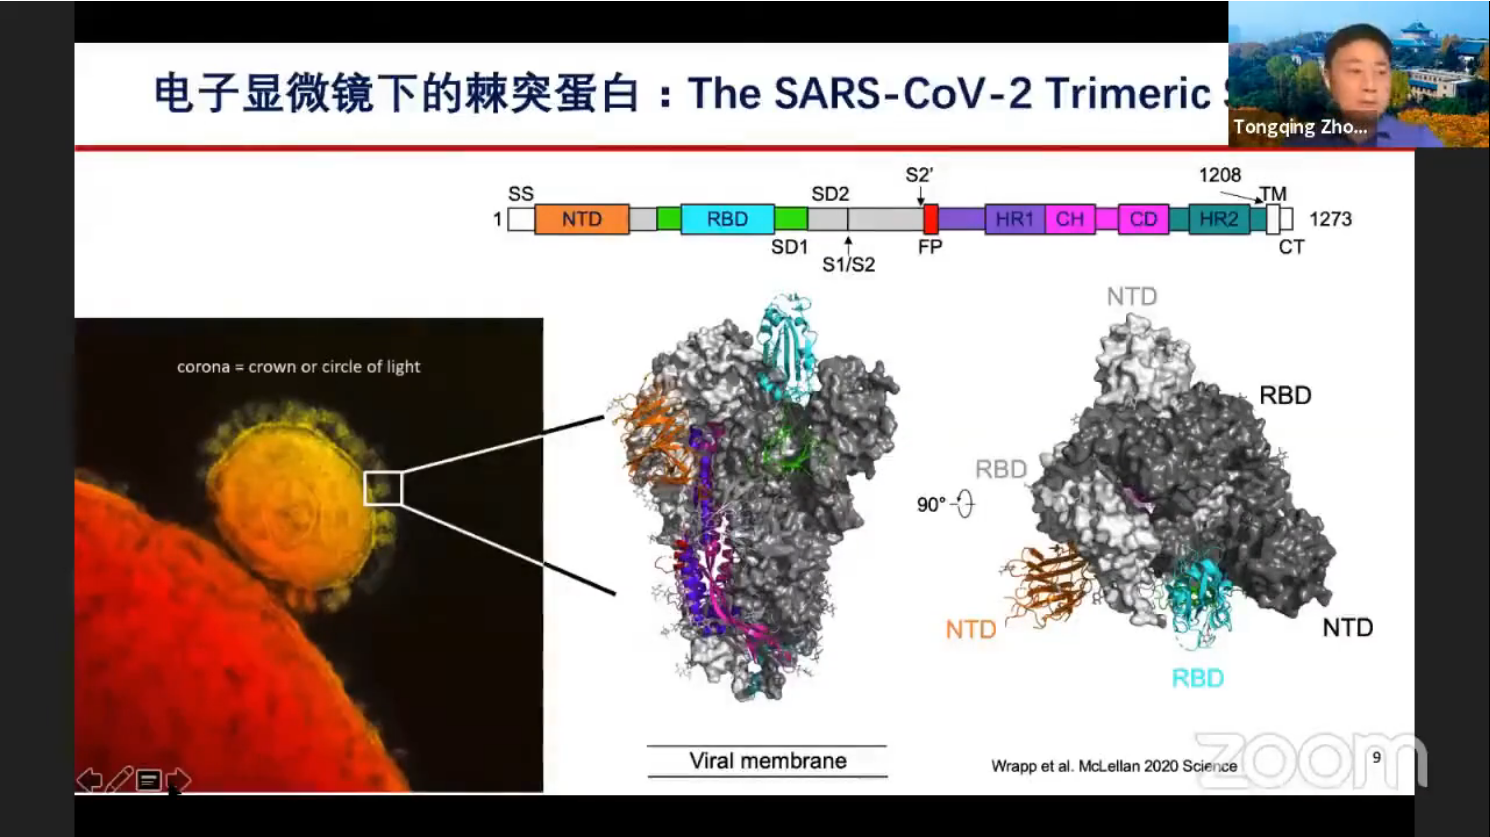 电子显微镜下的棘突蛋白：The SARS-CoV-2 Trimeric
Tongqing Zho...
S2’
1208
SS
SD2
TM
1
NTD
RBD
HR1
CH
CD
HR2
1273
SD1
FP
CT
S1/S2
NTD
corona = crown or circle of light
RBD
RBD
90°
NTD
NTD
RBD
Viral membrane
Wrapp et al. McLellan 2020 Science
9
zoom